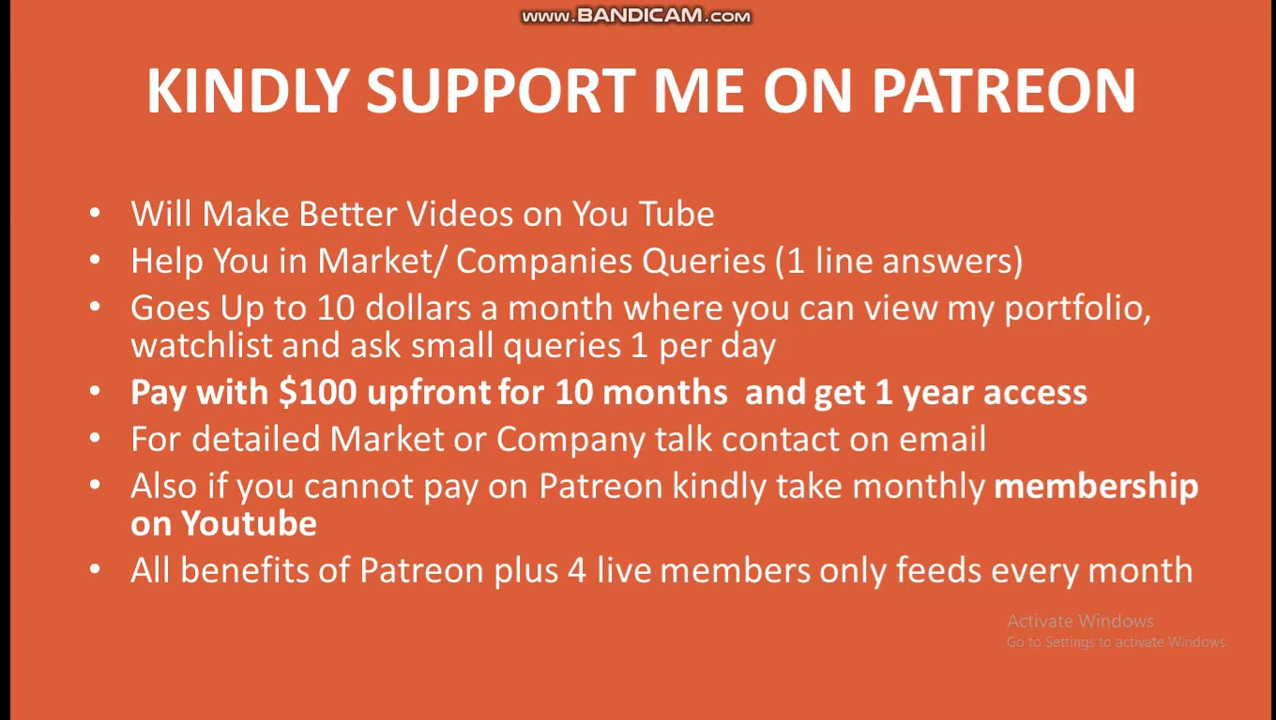 www.BANDICAM.com
KINDLY SUPPORT ME ON PATREON
• Will Make Better Videos on You Tube
• Help You in Market/ Companies Queries (1 line answers)
• Goes Up to 10 dollars a month where you can view my portfolio,
watchlist and ask small queries 1 per day
• Pay with $100 upfront for 10 months and get 1 year access
• For detailed Market or Company talk contact on email
• Also if you cannot pay on Patreon kindly take monthly membership
on Youtube
• All benefits of Patreon plus 4 live members only feeds every month
Activate Windows
Go to Settings to activate Windows.